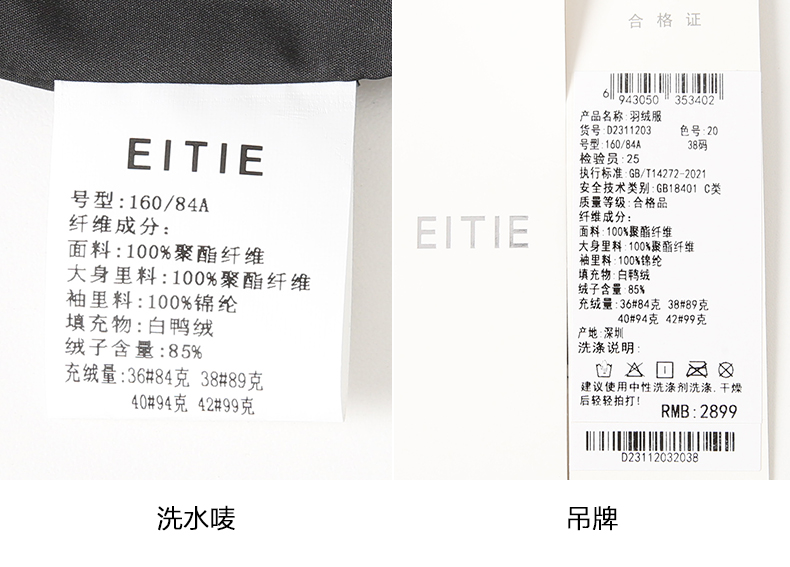 EITIE
号型:160/84A
纤维成分:
面料:100%聚酯纤维
大身里料:100%聚酯纤维
袖里料:100%锦纶
填充物:白鸭绒
绒子含量:85%
充绒量:36#84克 38#89克
40#94克 42#99克
洗水唛
EITIE
合格证
6 943050 353402
产品名称:羽绒服
货号:D2311203 色号:20
号型:160/84A 38码
检验员:25
执行标准:GB/T14272-2021
安全技术类别:GB18401 C类
质量等级:合格品
纤维成分:
面料:100%聚酯纤维
大身里料:100%聚酯纤维
袖里料:100%锦纶
填充物:白鸭绒
绒子含量:85%
充绒量:36#84克 38#89克
40#94克 42#99克
产地:深圳
洗涤说明:
建议使用中性洗涤剂洗涤.干燥
后轻轻拍打!
RMB:2899
D23112032038
吊牌